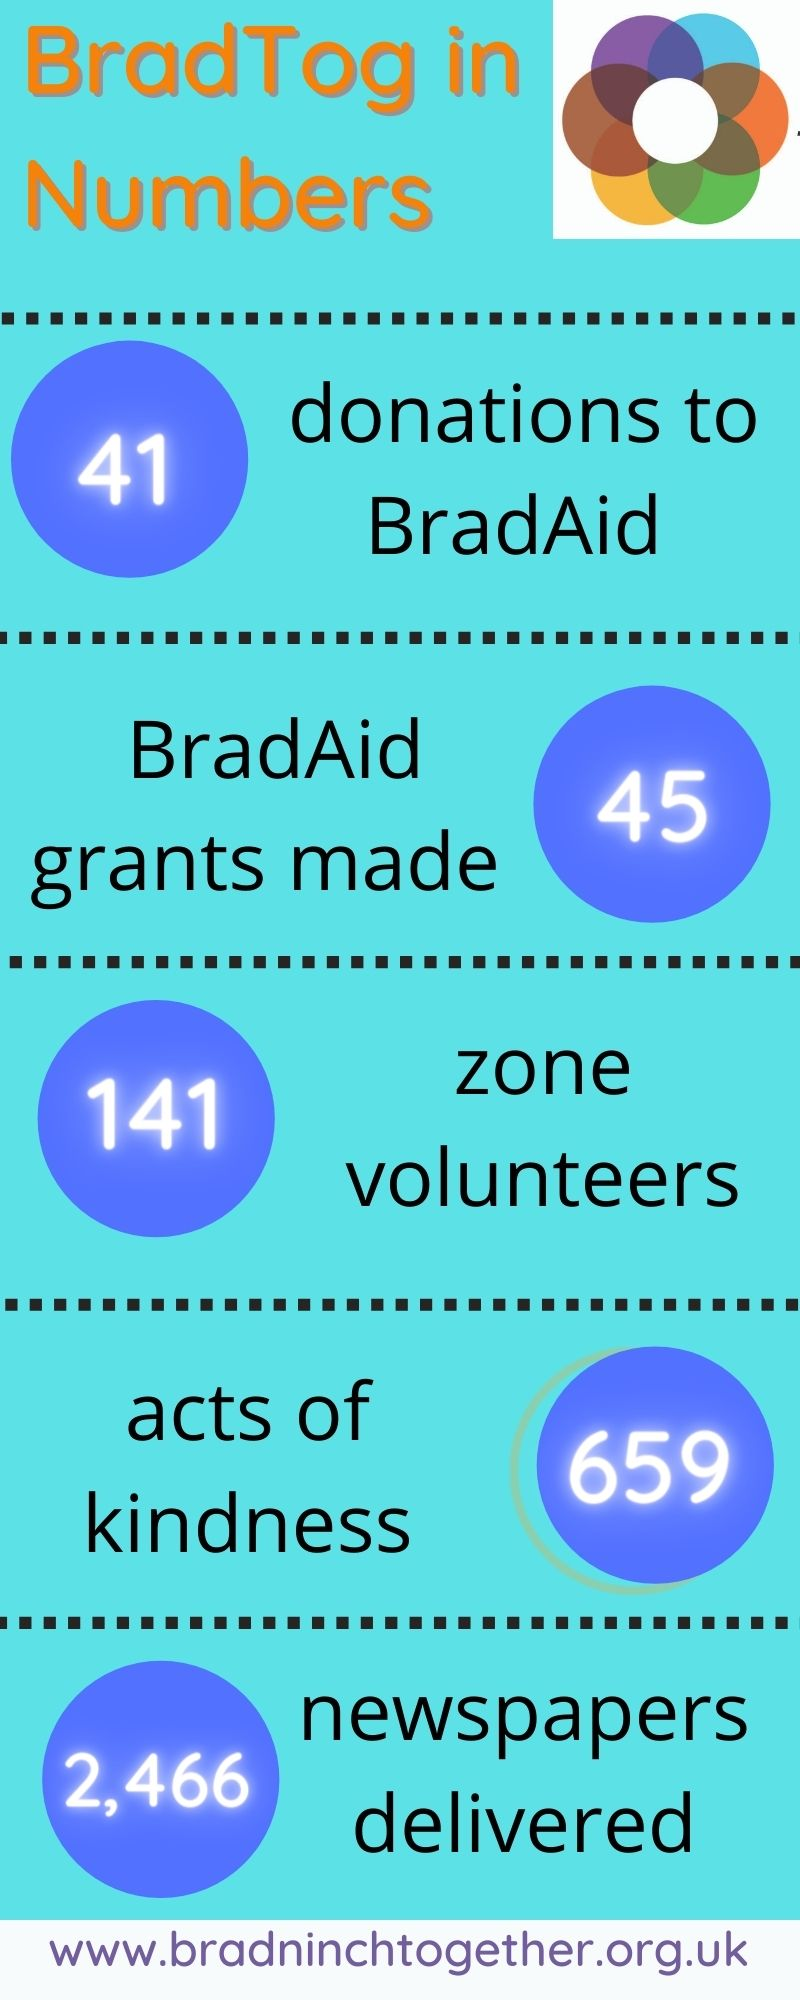 BradTog in
Numbers
41
donations to
BradAid
BradAid
grants made
45
141
zone
volunteers
acts of
kindness
659
2,466
newspapers
delivered
www.bradninchtogether.org.uk